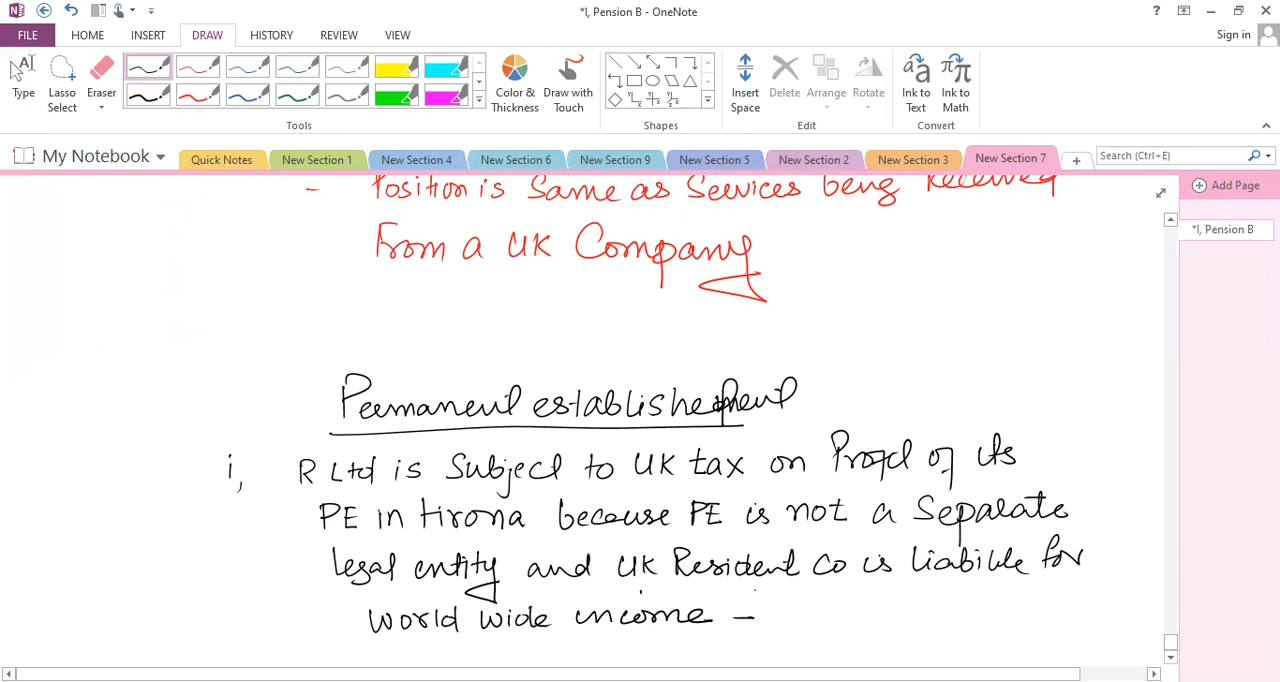 *I, Pension B - OneNote
FILE HOME INSERT DRAW HISTORY REVIEW VIEW Sign in
Type Lasso Select Eraser Color & Thickness Draw with Touch Insert Space Delete Arrange Rotate Ink to Text Ink to Math
Tools Shapes Edit Convert
My Notebook Quick Notes New Section 1 New Section 4 New Section 6 New Section 9 New Section 5 New Section 2 New Section 3 New Section 7 Search (Ctrl+E)
Add Page
*I, Pension B
- Position is Same as Services being Received
From a UK Company
Permanent establishement
i, R Ltd is Subject to UK tax on Profit of its
PE in tirona because PE is not a Separate
legal entity and UK Resident Co is liabible for
world wide income -